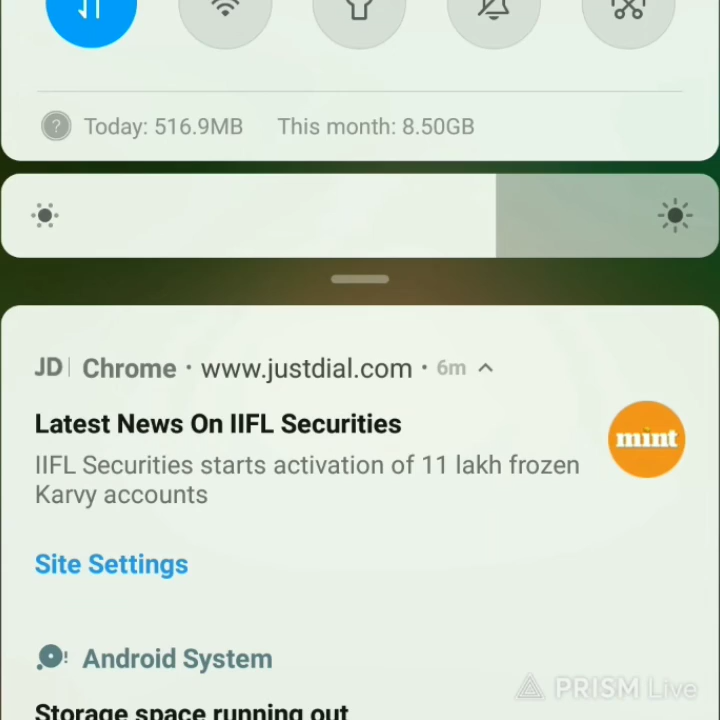 Today: 516.9MB This month: 8.50GB
JD Chrome · www.justdial.com · 6m
Latest News On IIFL Securities
mint
IIFL Securities starts activation of 11 lakh frozen
Karvy accounts
Site Settings
Android System
Storage space running out
PRISM Live